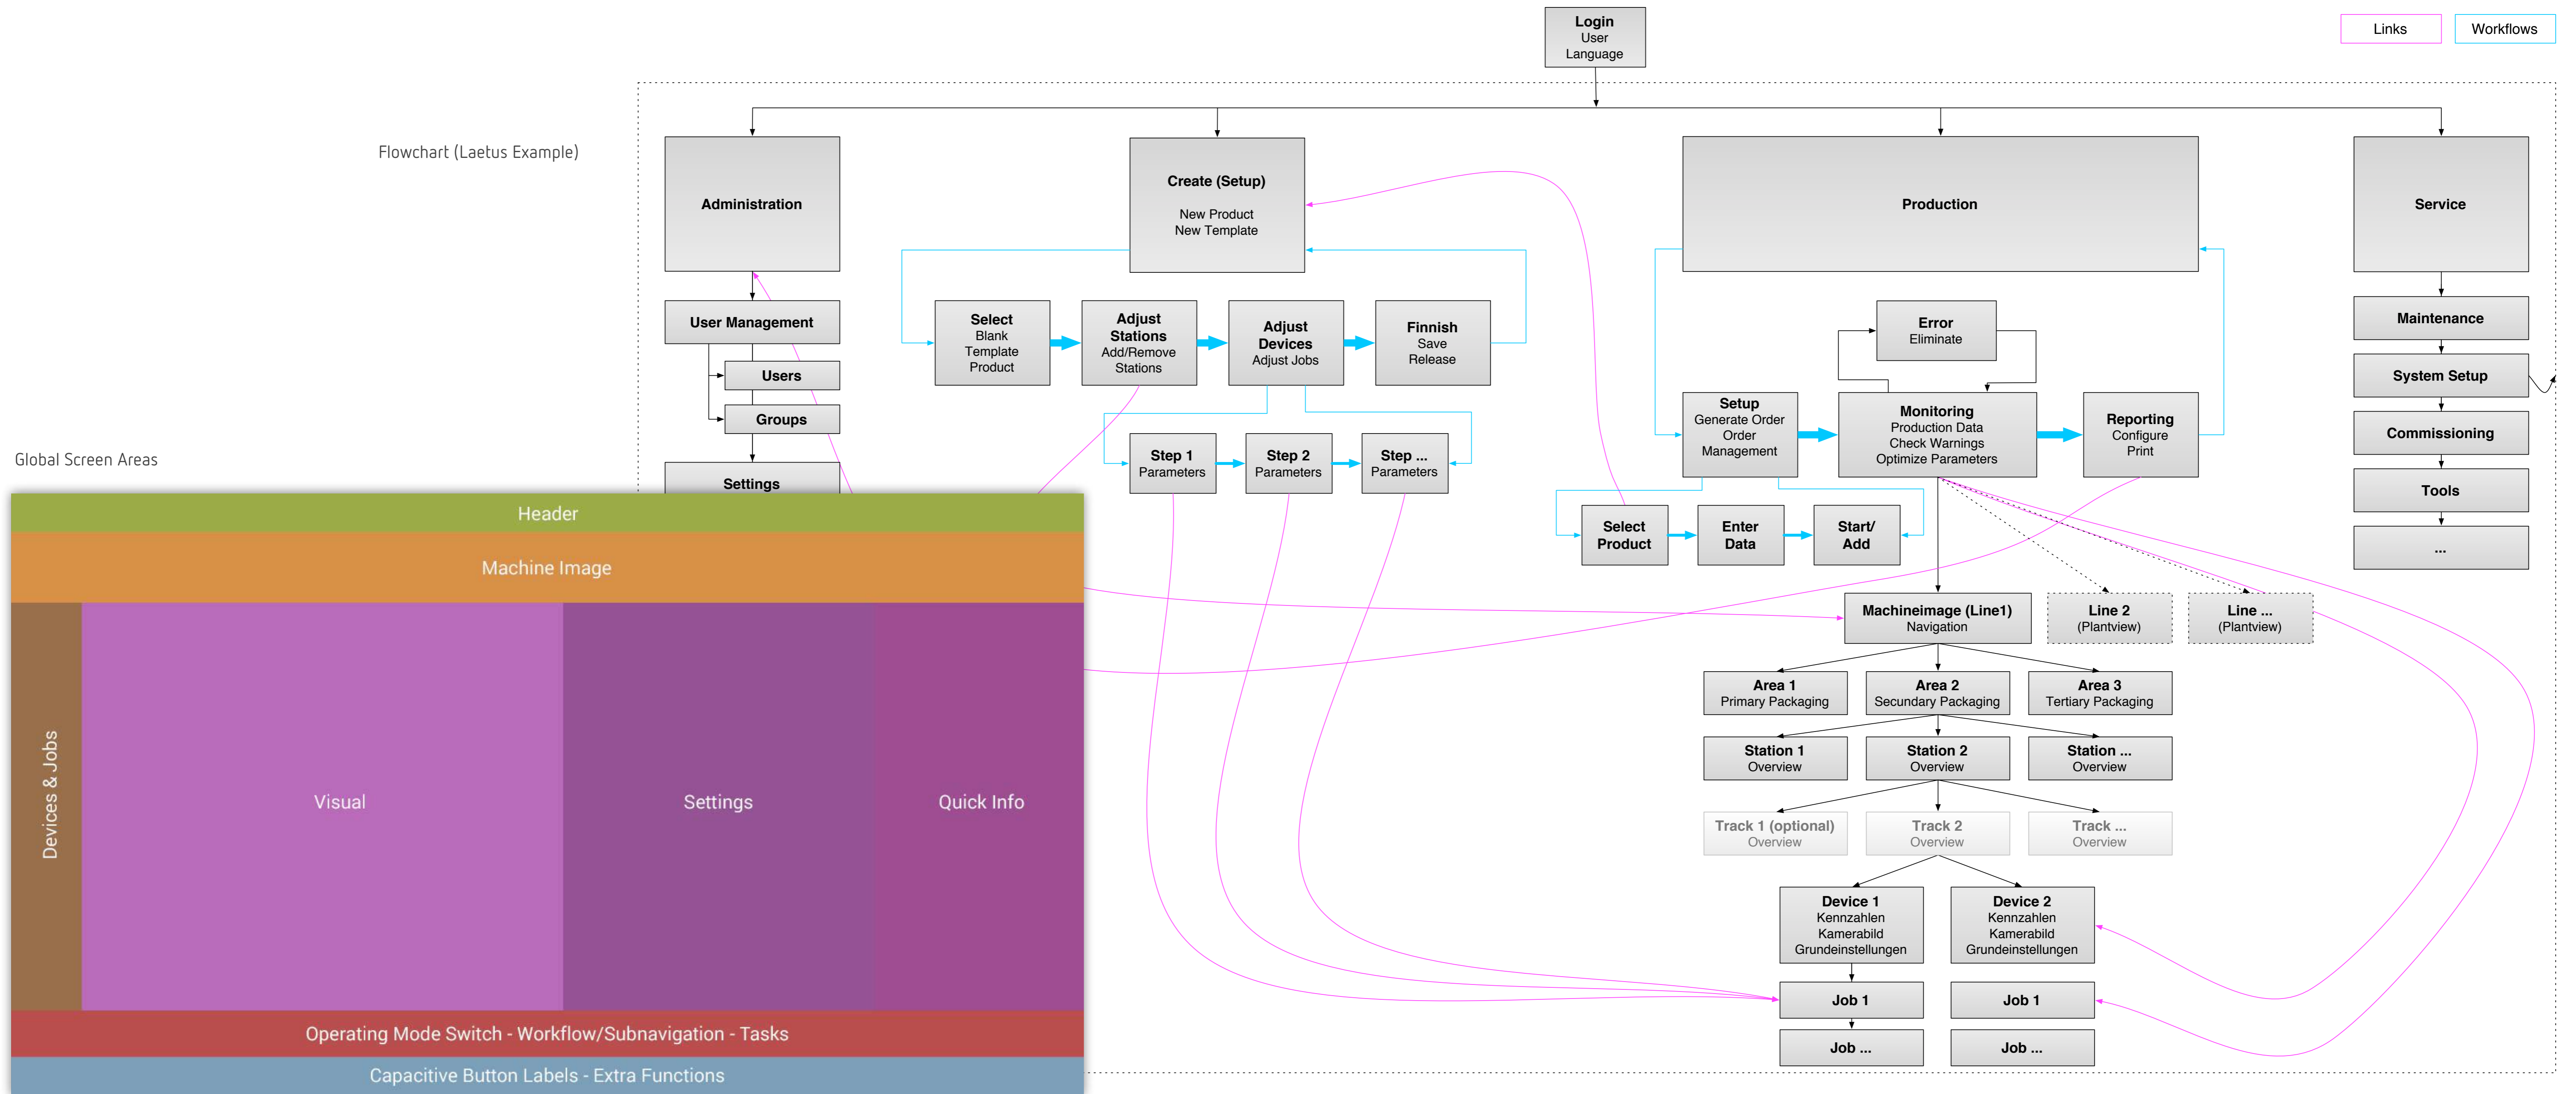 Login
User
Language
Links
Workflows
Flowchart (Laetus Example)
Administration
Create (Setup)
New Product
New Template
Production
Service
User Management
Users
Groups
Settings
Select
Blank
Template
Product
Adjust
Stations
Add/Remove
Stations
Adjust
Devices
Adjust Jobs
Finnish
Save
Release
Step 1
Parameters
Step 2
Parameters
Step ...
Parameters
Error
Eliminate
Setup
Generate Order
Order
Management
Monitoring
Production Data
Check Warnings
Optimize Parameters
Reporting
Configure
Print
Select
Product
Enter
Data
Start/
Add
Maintenance
System Setup
Commissioning
Tools
...
Machineimage (Line1)
Navigation
Line 2
(Plantview)
Line ...
(Plantview)
Area 1
Primary Packaging
Area 2
Secundary Packaging
Area 3
Tertiary Packaging
Station 1
Overview
Station 2
Overview
Station ...
Overview
Track 1 (optional)
Overview
Track 2
Overview
Track ...
Overview
Device 1
Kennzahlen
Kamerabild
Grundeinstellungen
Device 2
Kennzahlen
Kamerabild
Grundeinstellungen
Job 1
Job 1
Job ...
Job ...
Global Screen Areas
Header
Machine Image
Devices & Jobs
Visual
Settings
Quick Info
Operating Mode Switch - Workflow/Subnavigation - Tasks
Capacitive Button Labels - Extra Functions